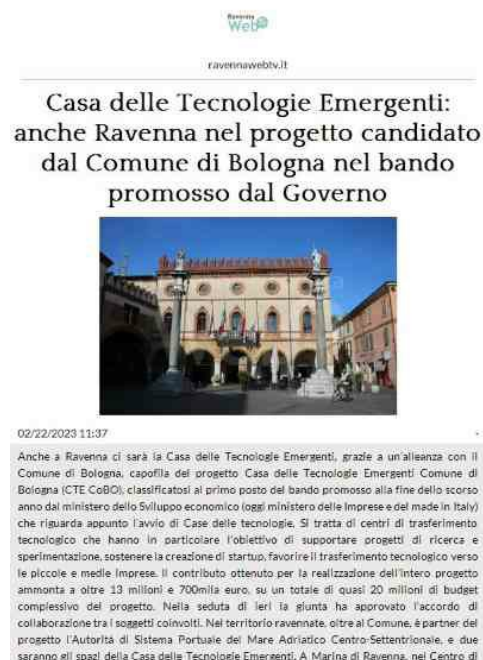 Ravenna
Web
ravennawebtv.it
Casa delle Tecnologie Emergenti:
anche Ravenna nel progetto candidato
dal Comune di Bologna nel bando
promosso dal Governo
02/22/2023 11:37
-
Anche a Ravenna ci sarà la Casa delle Tecnologie Emergenti, grazie a un'alleanza con il
Comune di Bologna, capofila del progetto Casa delle Tecnologie Emergenti Comune di
Bologna (CTE CoBO), classificatosi al primo posto del bando promosso alla fine dello scorso
anno dal ministero dello Sviluppo economico (oggi ministero delle Imprese e del made in Italy)
che riguarda appunto l'avvio di Case delle tecnologie. Si tratta di centri di trasferimento
tecnologico che hanno in particolare l'obiettivo di supportare progetti di ricerca e
sperimentazione, sostenere la creazione di startup, favorire il trasferimento tecnologico verso
le piccole e medie imprese. Il contributo ottenuto per la realizzazione dell'intero progetto
ammonta a oltre 13 milioni e 700mila euro, su un totale di quasi 20 milioni di budget
complessivo del progetto. Nella seduta di ieri la giunta ha approvato l'accordo di
collaborazione tra i soggetti coinvolti. Nel territorio ravennate, oltre al Comune, è partner del
progetto l'Autorità di Sistema Portuale del Mare Adriatico Centro-Settentrionale, e due
saranno gli spazi della Casa delle Tecnologie Emergenti. A Marina di Ravenna, nel Centro di